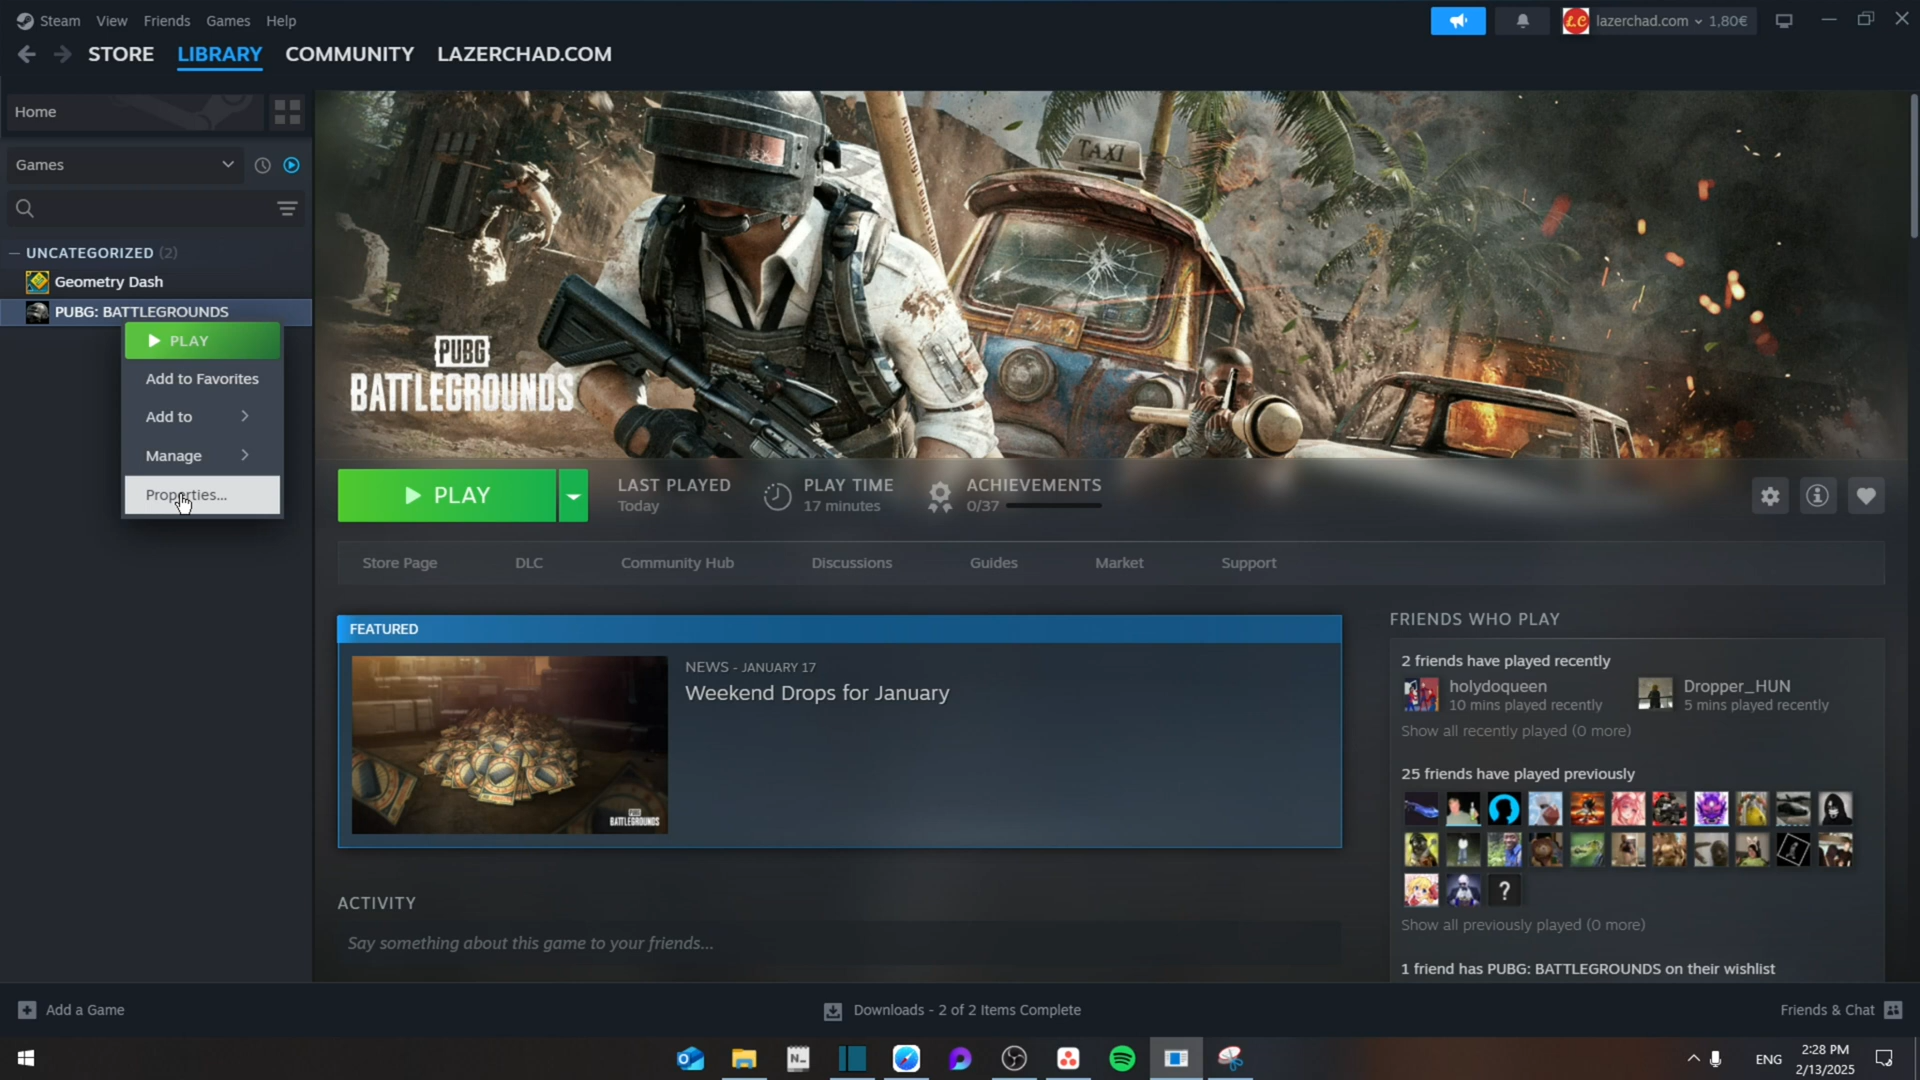 Steam View Friends Games Help
lazerchad.com 1,80€
STORE LIBRARY COMMUNITY LAZERCHAD.COM
Home
Games
UNCATEGORIZED (2)
Geometry Dash
PUBG: BATTLEGROUNDS
PLAY
Add to Favorites
Add to
Manage
Properties...
TAXI
PUBG
BATTLEGROUNDS
PLAY
LAST PLAYED
Today
PLAY TIME
17 minutes
ACHIEVEMENTS
0/37
Store Page DLC Community Hub Discussions Guides Market Support
FEATURED
NEWS - JANUARY 17
Weekend Drops for January
PUBG
BATTLEGROUNDS
ACTIVITY
Say something about this game to your friends...
FRIENDS WHO PLAY
2 friends have played recently
holydoqueen
10 mins played recently
Dropper_HUN
5 mins played recently
Show all recently played (0 more)
25 friends have played previously
?
Show all previously played (0 more)
1 friend has PUBG: BATTLEGROUNDS on their wishlist
Add a Game
Downloads - 2 of 2 Items Complete
Friends & Chat
ENG
2:28 PM
2/13/2025